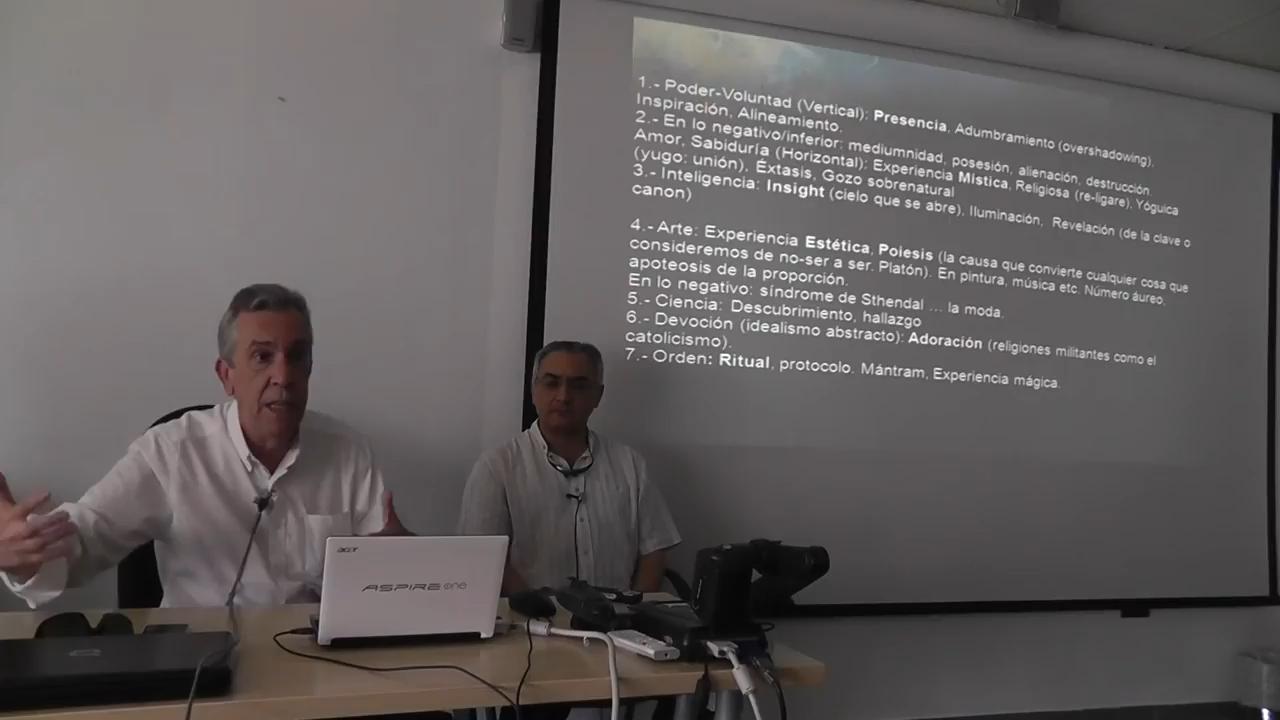 1.- Poder-Voluntad (Vertical): Presencia, Adumbramiento (overshadowing).
Inspiración, Alineamiento.
2.- En lo negativo/inferior: mediumnidad, posesión, alienación, destrucción.
Amor, Sabiduría (Horizontal): Experiencia Mística, Religiosa (re-ligare), Yóguica
(yugo: unión), Éxtasis, Gozo sobrenatural
3.- Inteligencia: Insight (cielo que se abre), Iluminación, Revelación (de la clave o
canon)
4.- Arte: Experiencia Estética, Poiesis (la causa que convierte cualquier cosa que
consideremos de no-ser a ser. Platón). En pintura, música etc. Número áureo,
apoteosis de la proporción.
En lo negativo: síndrome de Sthendal ... la moda.
5.- Ciencia: Descubrimiento, hallazgo
6.- Devoción (idealismo abstracto): Adoración (religiones militantes como el
catolicismo).
7.- Orden: Ritual, protocolo. Mántram, Experiencia mágica.
acer
ASPIRE one